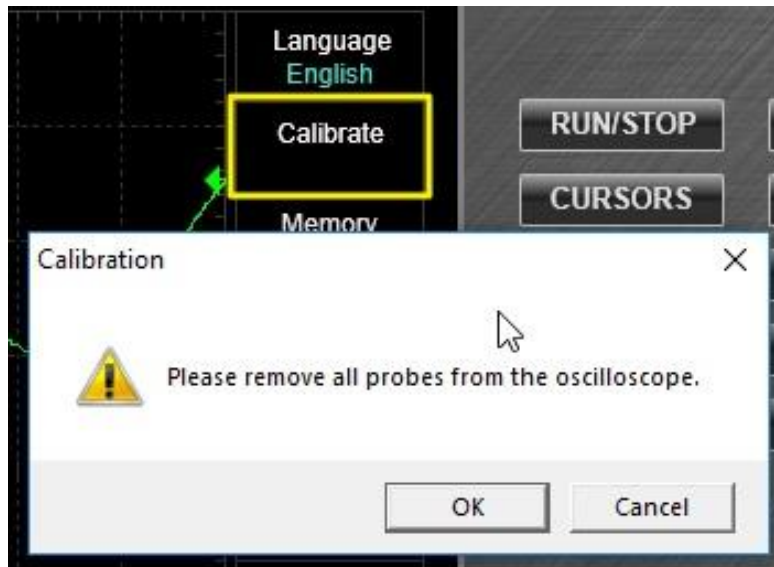 Language
English
Calibrate
RUN/STOP
CURSORS
Memory
Calibration
Please remove all probes from the oscilloscope.
OK
Cancel